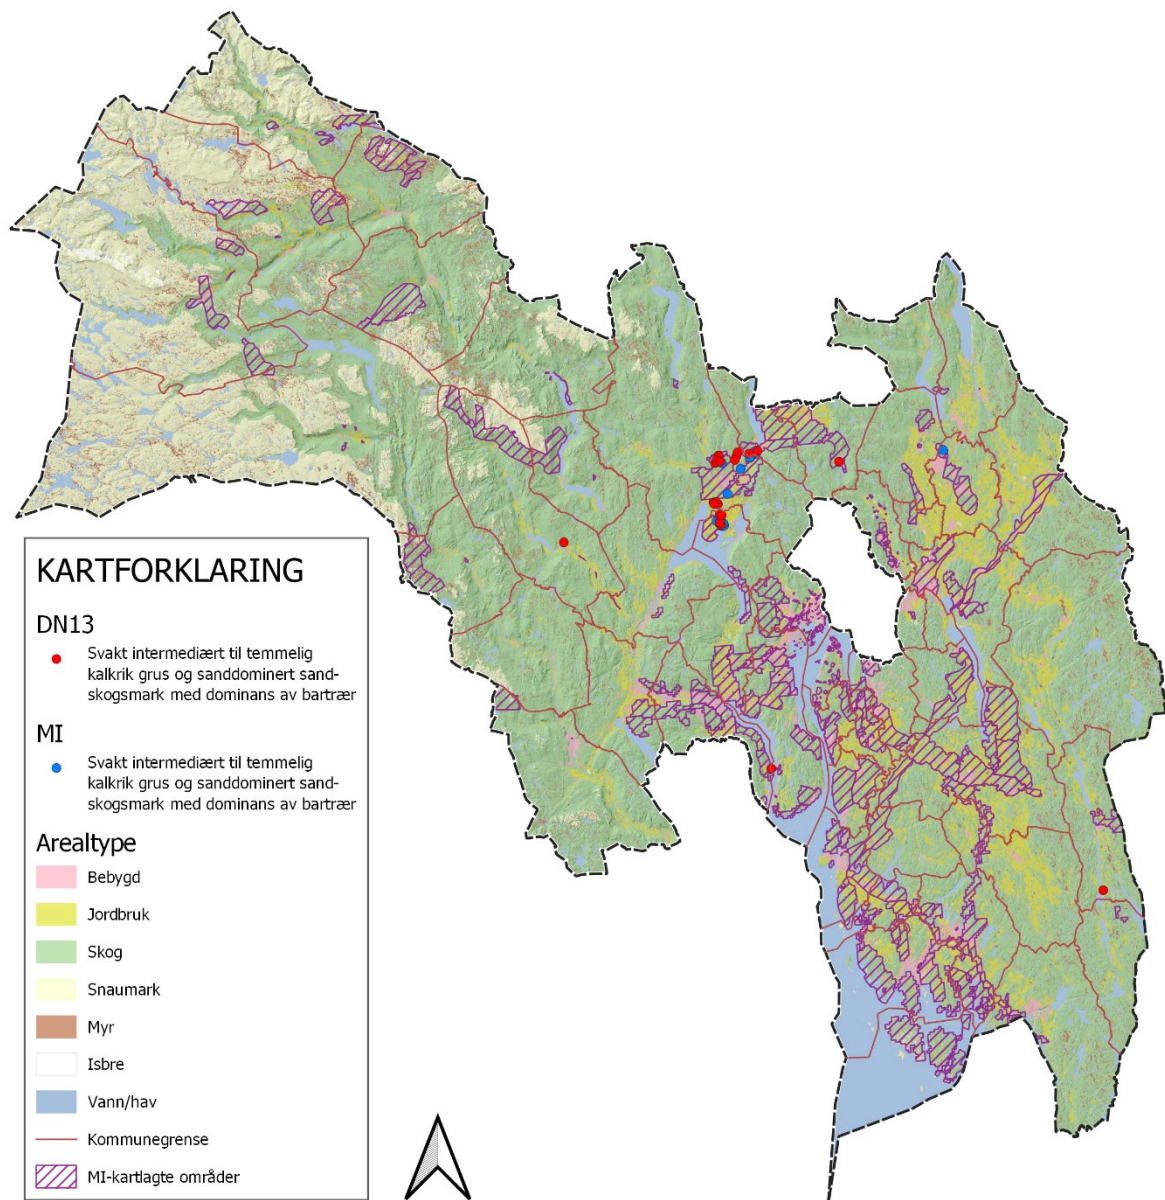 KARTFORKLARING
DN13
Svakt intermediært til temmelig
kalkrik grus og sanddominert sand-
skogsmark med dominans av bartrær
MI
Svakt intermediært til temmelig
kalkrik grus og sanddominert sand-
skogsmark med dominans av bartrær
Arealtype
Bebygd
Jordbruk
Skog
Snaumark
Myr
Isbre
Vann/hav
Kommunegrense
MI-kartlagte områder